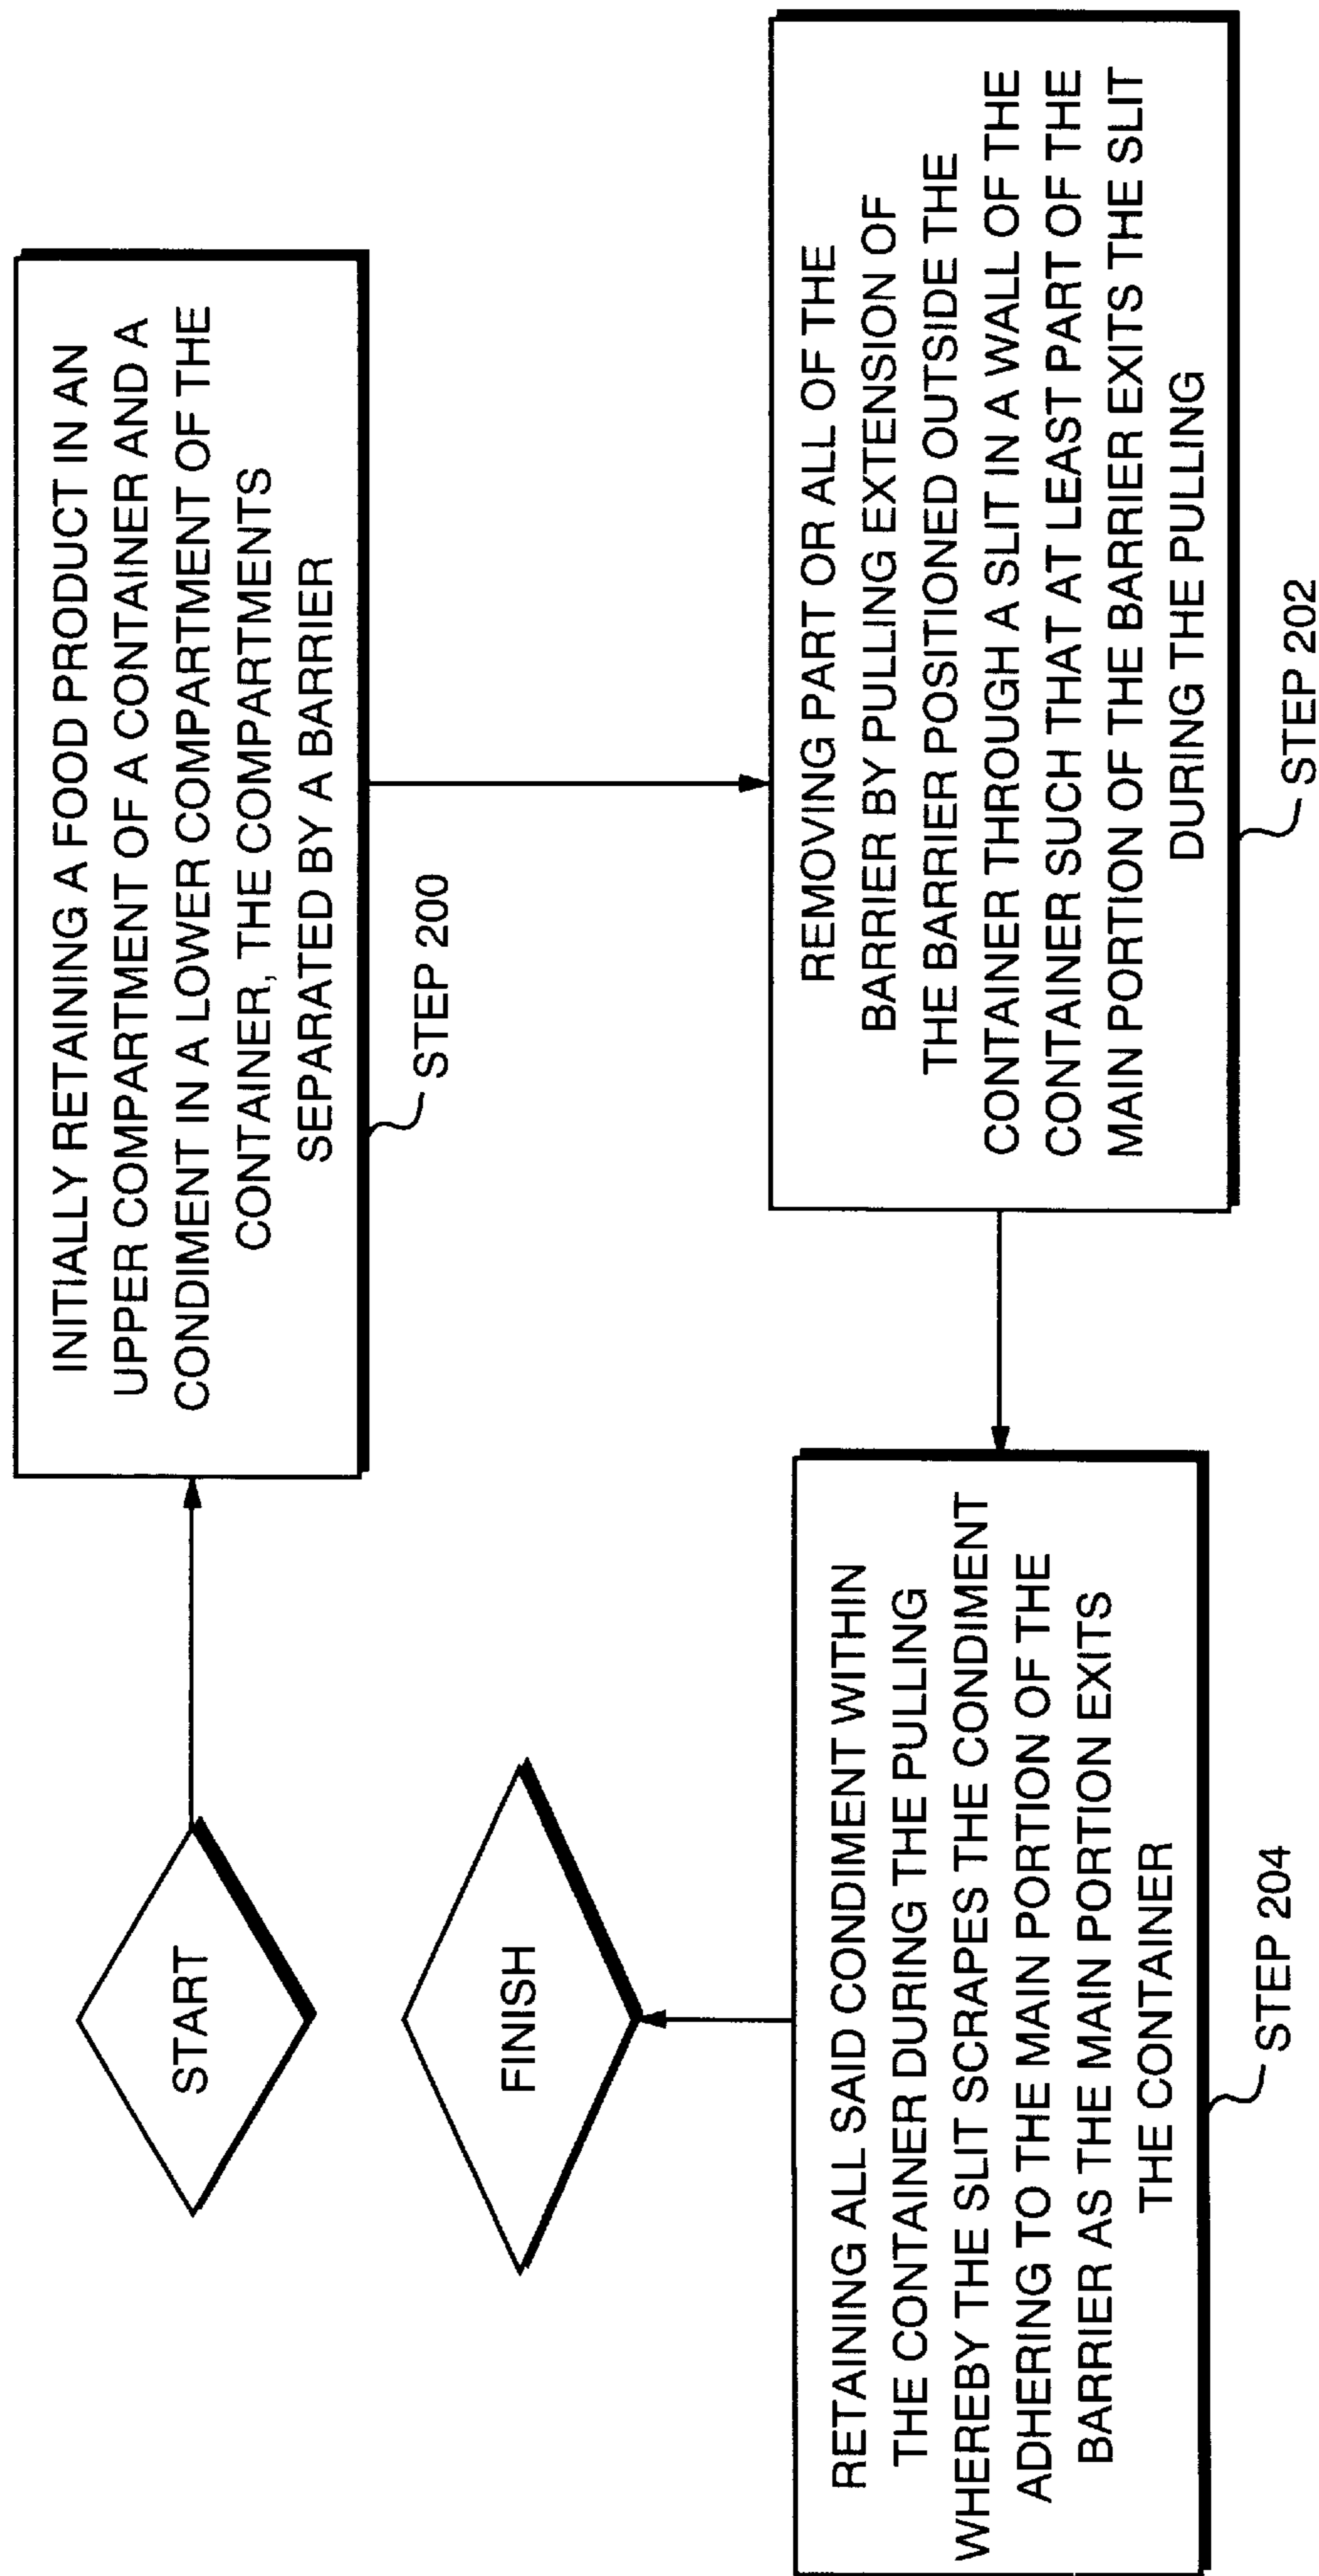 START
INITIALLY RETAINING A FOOD PRODUCT IN AN
UPPER COMPARTMENT OF A CONTAINER AND A
CONDIMENT IN A LOWER COMPARTMENT OF THE
CONTAINER, THE COMPARTMENTS
SEPARATED BY A BARRIER
STEP 200
REMOVING PART OR ALL OF THE
BARRIER BY PULLING EXTENSION OF
THE BARRIER POSITIONED OUTSIDE THE
CONTAINER THROUGH A SLIT IN A WALL OF THE
CONTAINER SUCH THAT AT LEAST PART OF THE
MAIN PORTION OF THE BARRIER EXITS THE SLIT
DURING THE PULLING
STEP 202
RETAINING ALL SAID CONDIMENT WITHIN
THE CONTAINER DURING THE PULLING
WHEREBY THE SLIT SCRAPES THE CONDIMENT
ADHERING TO THE MAIN PORTION OF THE
BARRIER AS THE MAIN PORTION EXITS
THE CONTAINER
STEP 204
FINISH